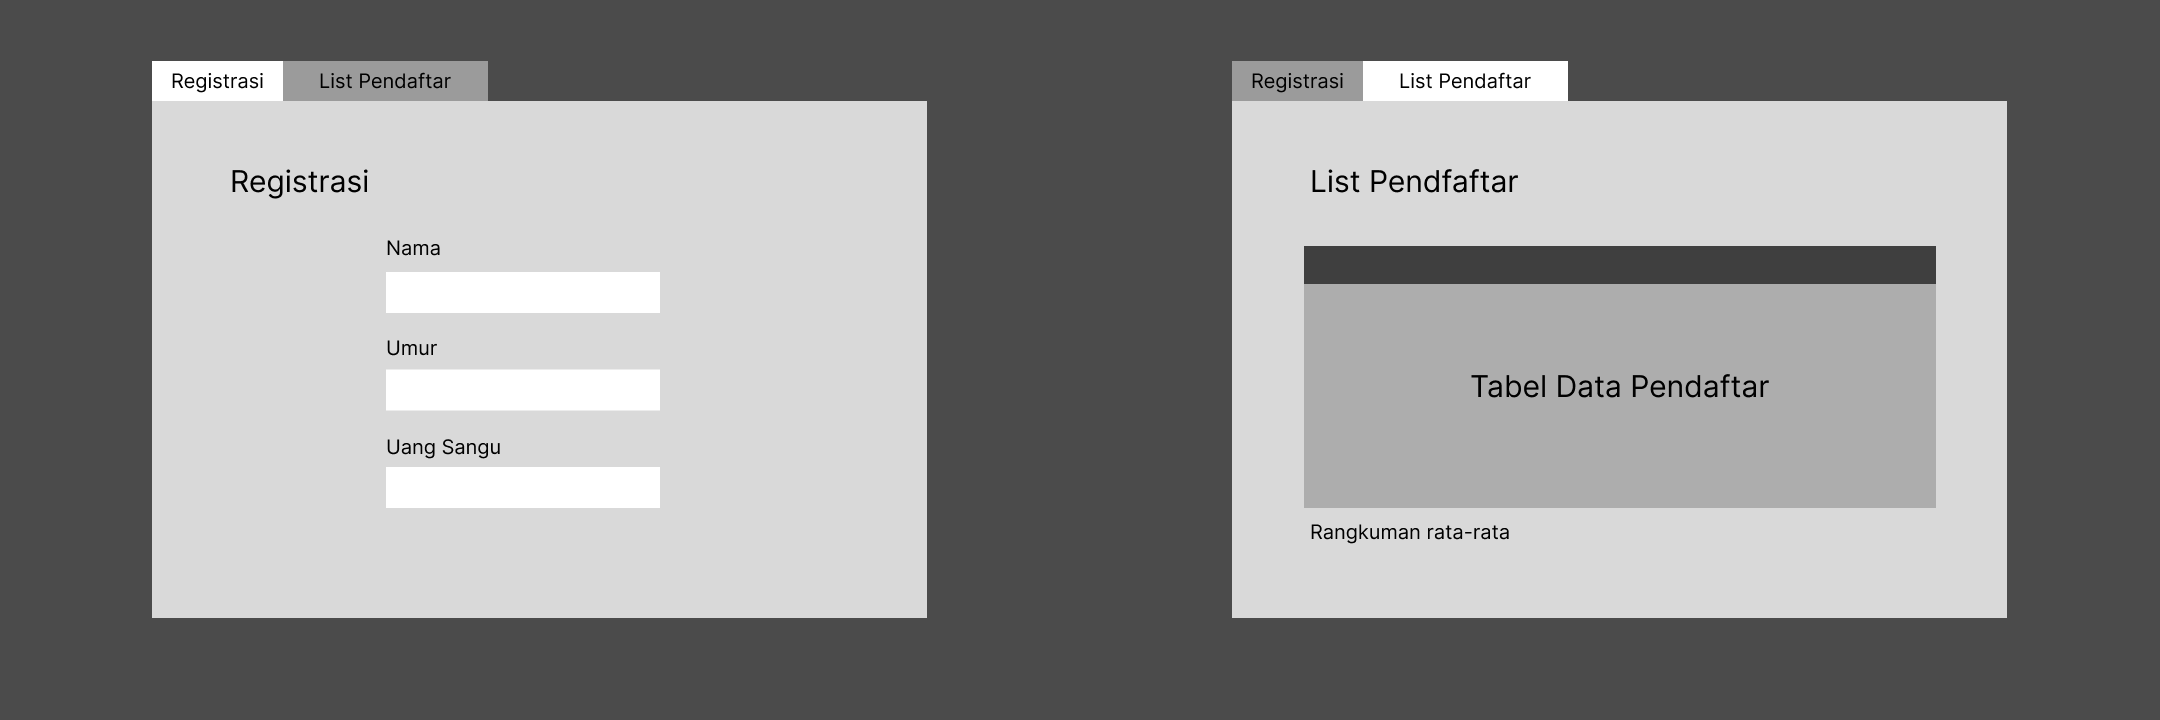 Registrasi
List Pendaftar
Registrasi
Nama
Umur
Uang Sangu
Registrasi
List Pendaftar
List Pendfaftar
Tabel Data Pendaftar
Rangkuman rata-rata